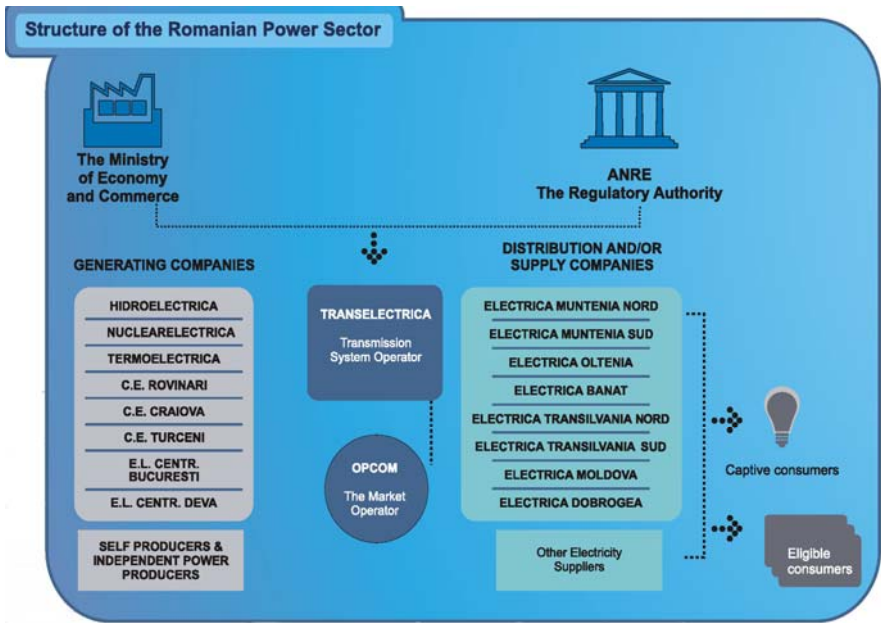 Structure of the Romanian Power Sector
The Ministry
of Economy
and Commerce
ANRE
The Regulatory Authority
GENERATING COMPANIES
HIDROELECTRICA
NUCLEARELECTRICA
TERMOELECTRICA
C.E. ROVINARI
C.E. CRAIOVA
C.E. TURCENI
E.L. CENTR.
BUCURESTI
E.L. CENTR. DEVA
SELF PRODUCERS &
INDEPENDENT POWER
PRODUCERS
TRANSELECTRICA
Transmission
System Operator
OPCOM
The Market
Operator
DISTRIBUTION AND/OR
SUPPLY COMPANIES
ELECTRICA MUNTENIA NORD
ELECTRICA MUNTENIA SUD
ELECTRICA OLTENIA
ELECTRICA BANAT
ELECTRICA TRANSILVANIA NORD
ELECTRICA TRANSILVANIA SUD
ELECTRICA MOLDOVA
ELECTRICA DOBROGEA
Other Electricity
Suppliers
Captive consumers
Eligible
consumers